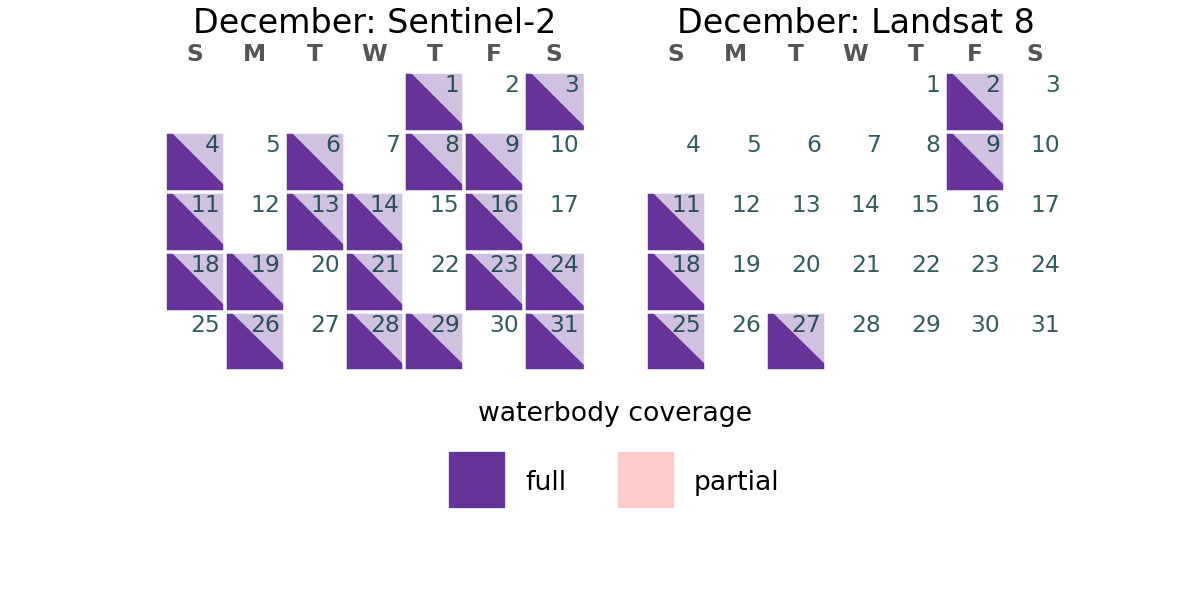 December: Sentinel-2
S M T W T F S
1 2 3
4 5 6 7 8 9 10
11 12 13 14 15 16 17
18 19 20 21 22 23 24
25 26 27 28 29 30 31
December: Landsat 8
S M T W T F S
1 2 3
4 5 6 7 8 9 10
11 12 13 14 15 16 17
18 19 20 21 22 23 24
25 26 27 28 29 30 31
waterbody coverage
full partial